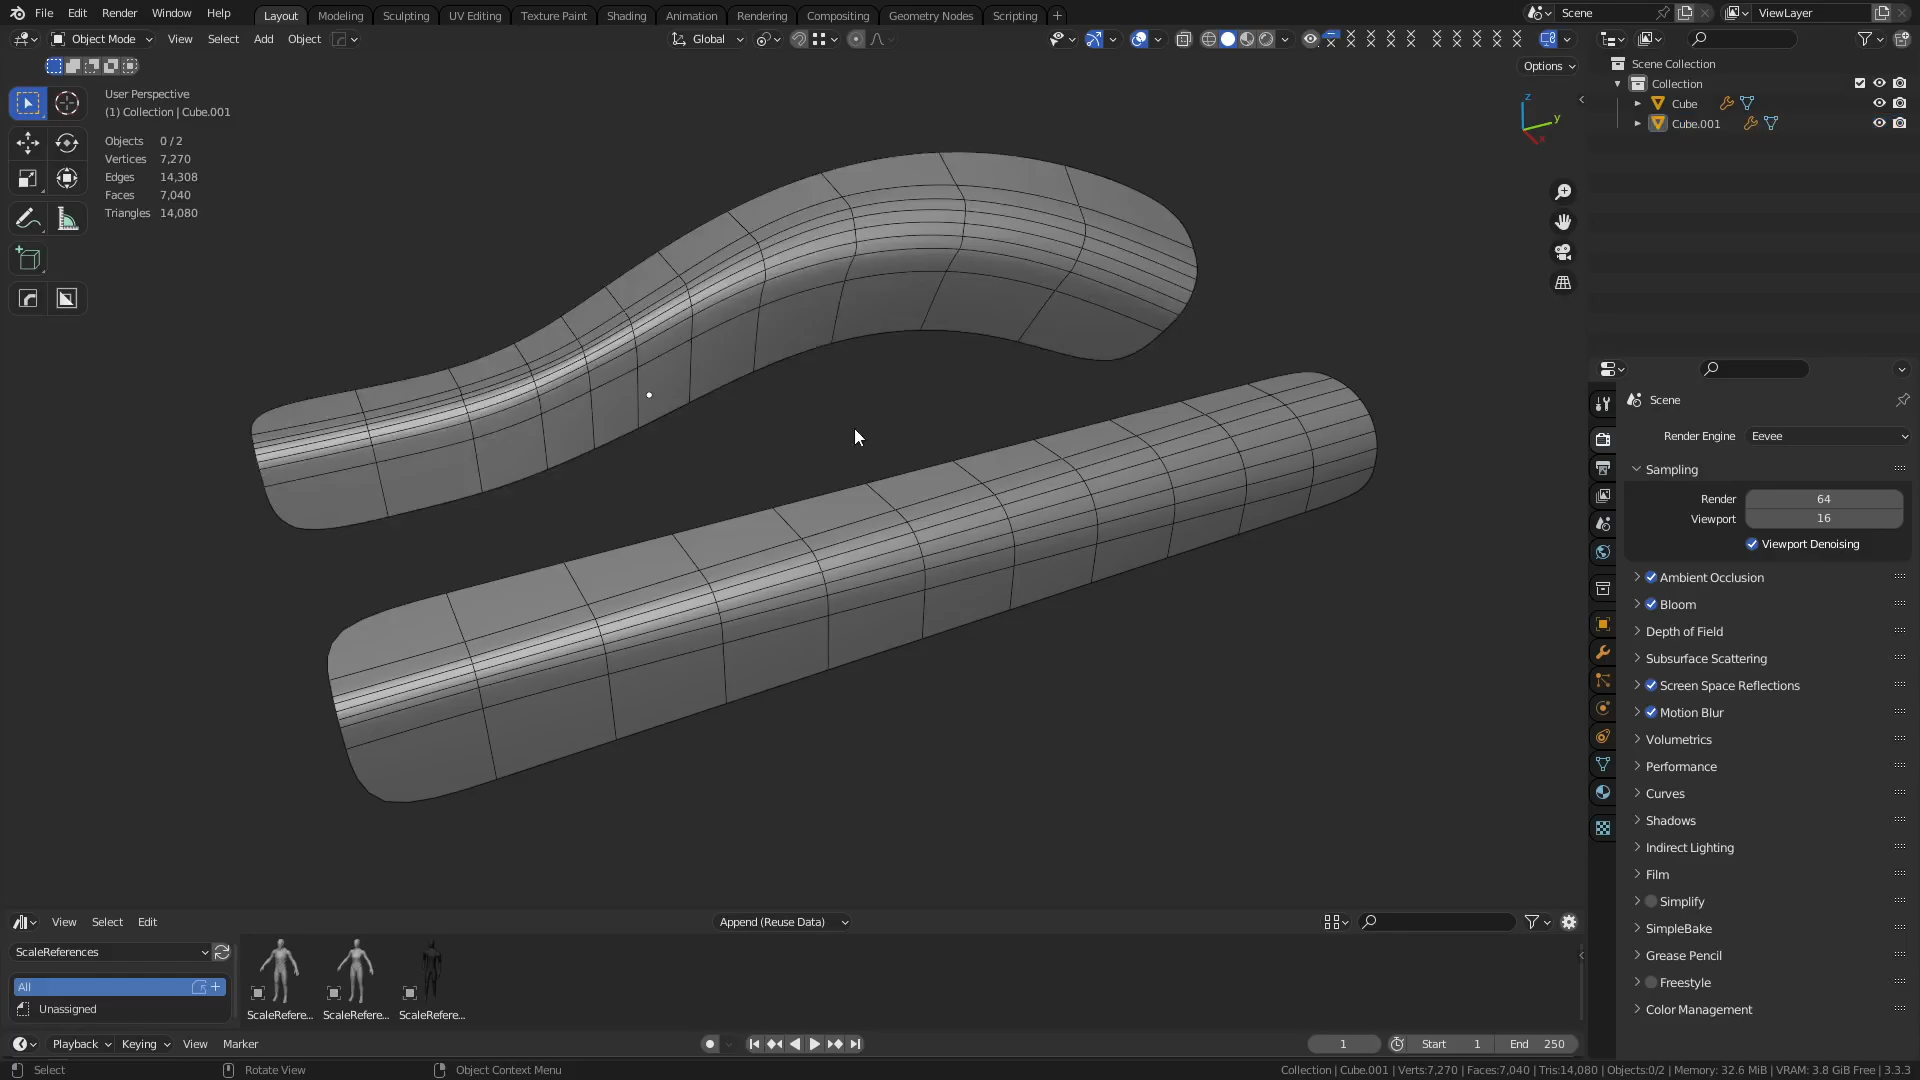 File Edit Render Window Help Layout Modeling Sculpting UV Editing Texture Paint Shading Animation Rendering Compositing Geometry Nodes Scripting + Scene ViewLayer
Object Mode View Select Add Object Global
Options
User Perspective
(1) Collection | Cube.001
Objects 0 / 2
Vertices 7,270
Edges 14,308
Faces 7,040
Triangles 14,080
z
y
x
Scene Collection
Collection
Cube
Cube.001
Scene
Render Engine Eevee
Sampling
Render 64
Viewport 16
Viewport Denoising
Ambient Occlusion
Bloom
Depth of Field
Subsurface Scattering
Screen Space Reflections
Motion Blur
Volumetrics
Performance
Curves
Shadows
Indirect Lighting
Film
Simplify
SimpleBake
Grease Pencil
Freestyle
Color Management
View Select Edit Append (Reuse Data)
ScaleReferences
All
Unassigned
ScaleRefere... ScaleRefere... ScaleRefere...
Playback Keying View Marker 1 Start 1 End 250
Select Rotate View Object Context Menu Collection | Cube.001 | Verts:7,270 | Faces:7,040 | Tris:14,080 | Objects:0/2 | Memory: 32.6 MiB | VRAM: 3.8 GiB Free | 3.3.3